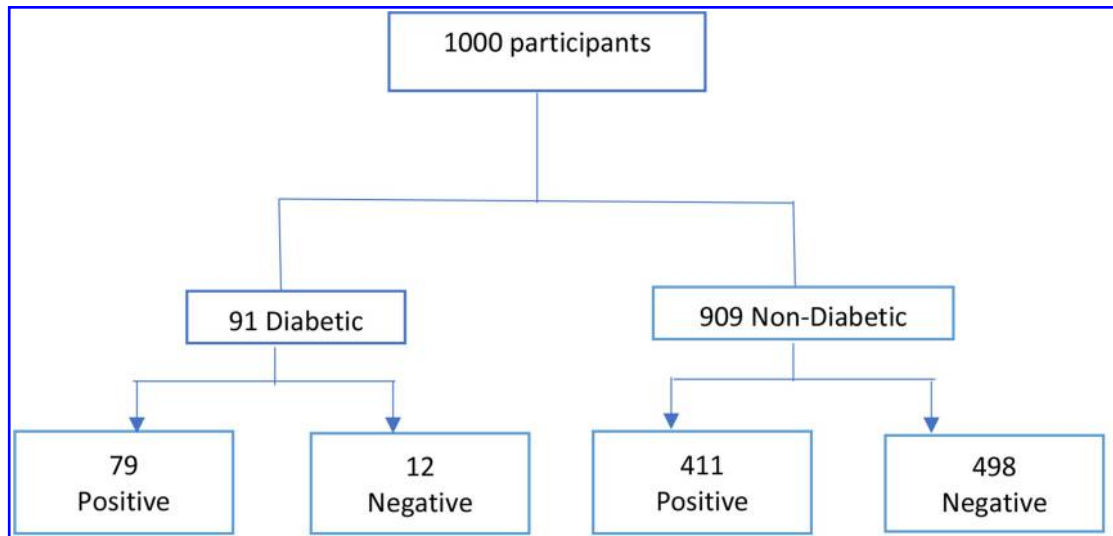 1000 participants
91 Diabetic
909 Non-Diabetic
79
Positive
12
Negative
411
Positive
498
Negative